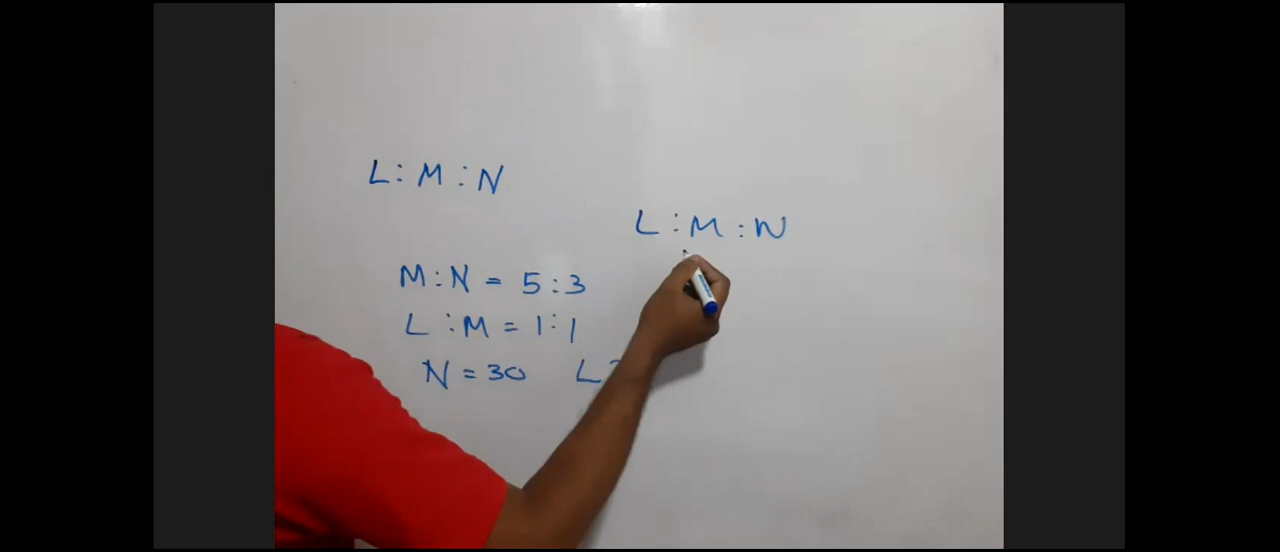 L : M : N
L : M : N
M : N = 5 : 3
L : M = 1 : 1
N = 30 L